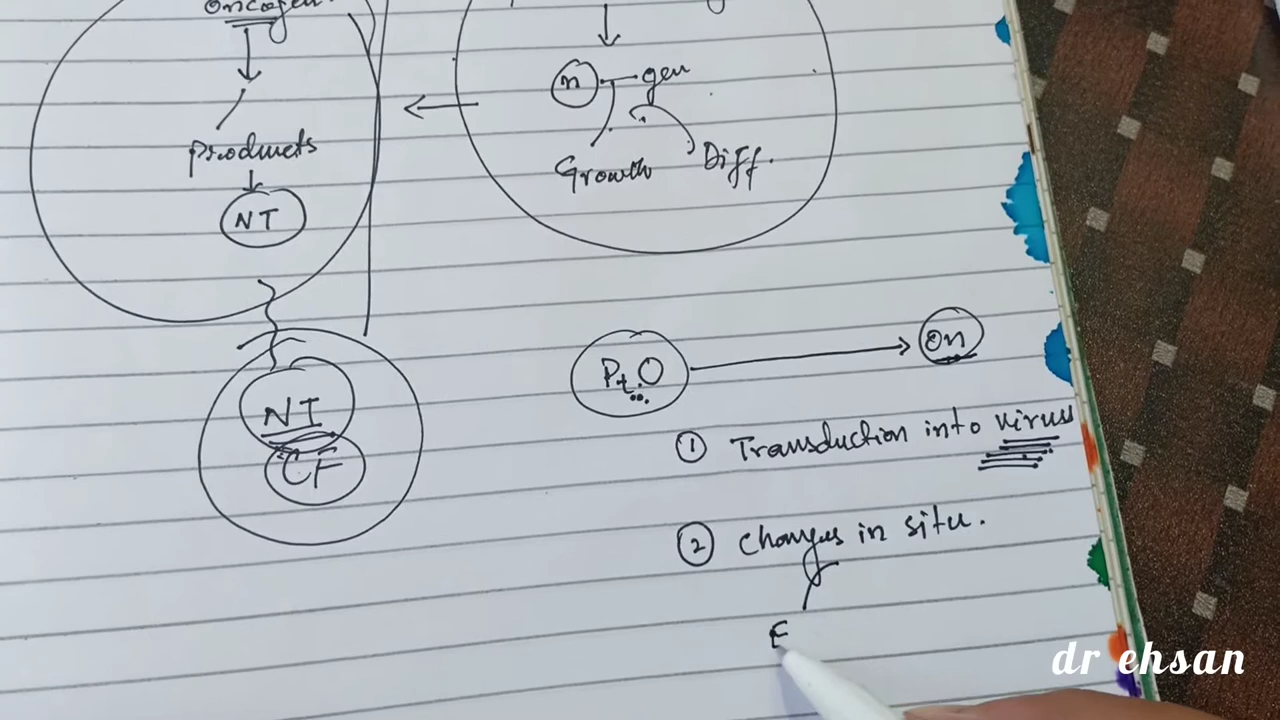 Oncogen.
products
NT
NT
CF
n
gen
Growth
Diff.
Pt.O
On
① Transduction into virus
② Changes in situ.
E
dr ehsan